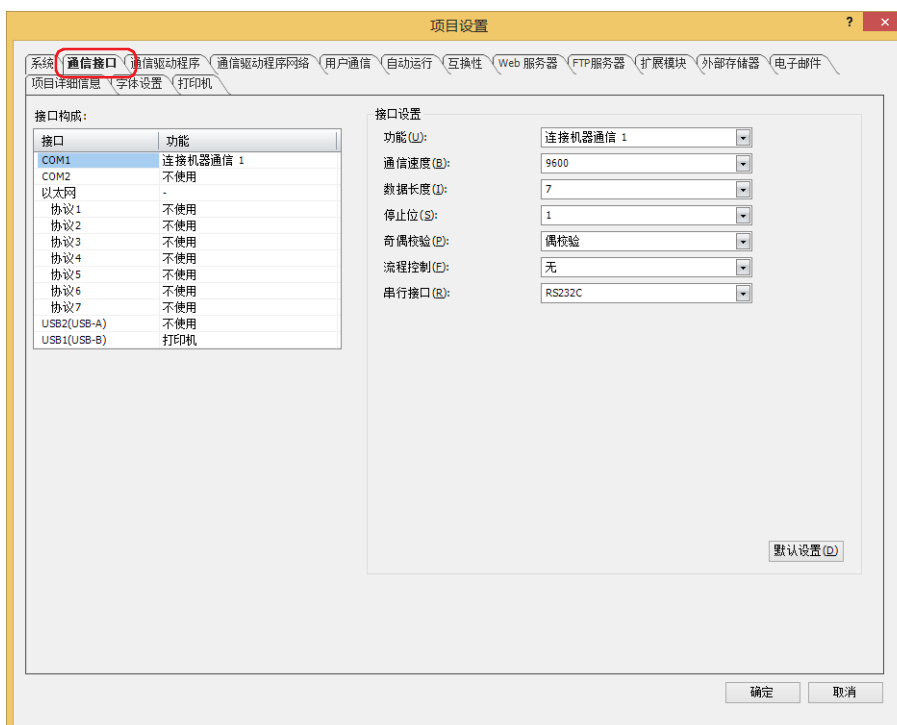 项目设置
? ×
系统 通信接口 通信驱动程序 通信驱动程序网络 用户通信 自动运行 互换性 Web 服务器 FTP服务器 扩展模块 外部存储器 电子邮件
项目详细信息 字体设置 打印机
接口构成:
接口 功能
COM1 连接机器通信 1
COM2 不使用
以太网 -
协议1 不使用
协议2 不使用
协议3 不使用
协议4 不使用
协议5 不使用
协议6 不使用
协议7 不使用
USB2(USB-A) 不使用
USB1(USB-B) 打印机
接口设置
功能(U): 连接机器通信 1
通信速度(B): 9600
数据长度(I): 7
停止位(S): 1
奇偶校验(P): 偶校验
流程控制(F): 无
串行接口(R): RS232C
默认设置(D)
确定 取消